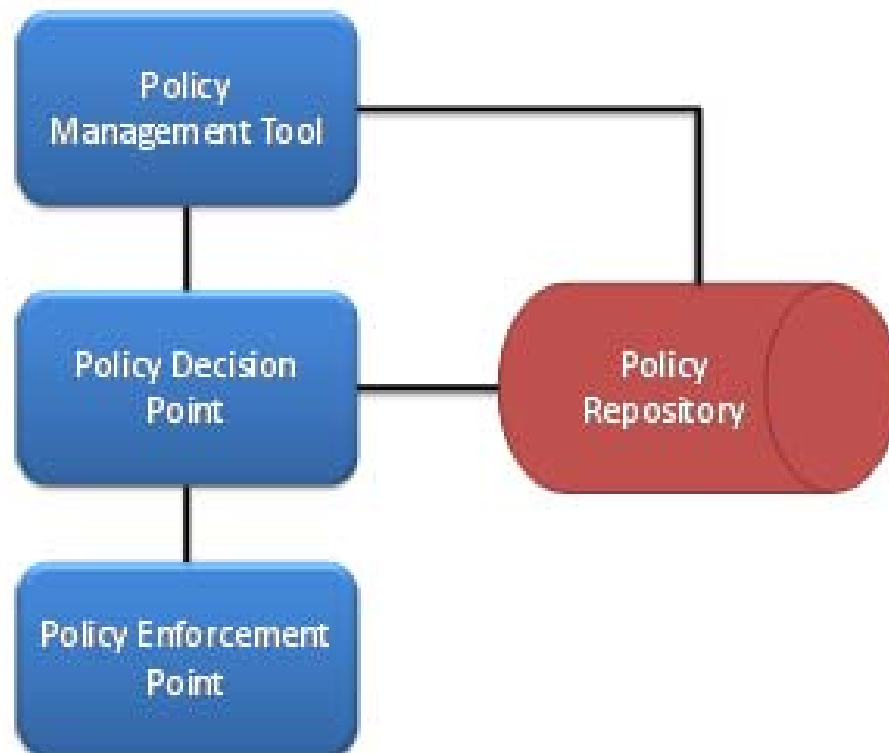 Policy
Management Tool
Policy Decision
Point
Policy
Repository
Policy Enforcement
Point